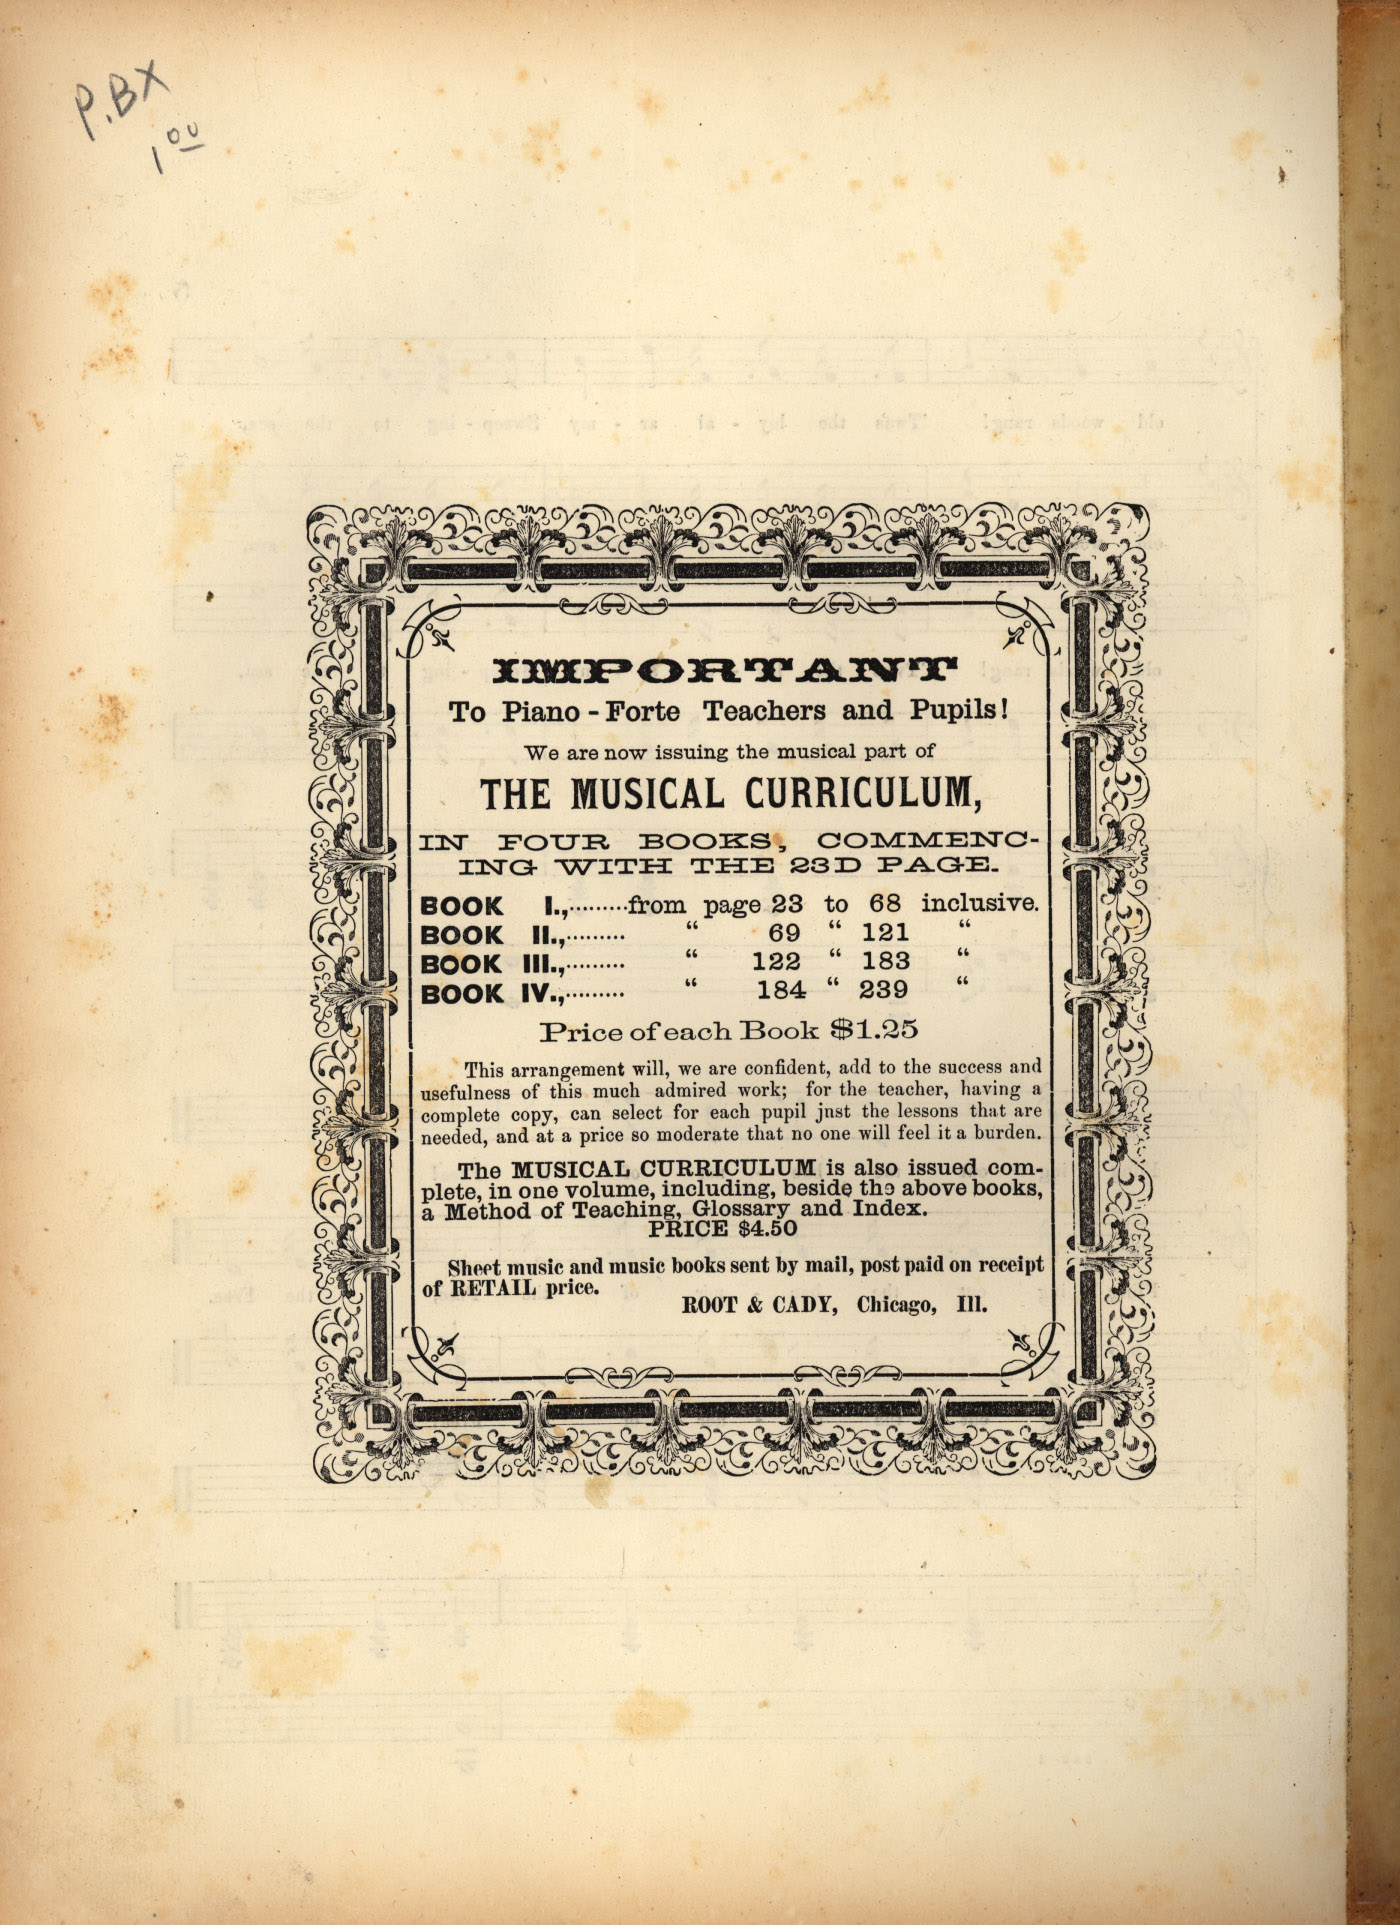 P.BX
1 00
IMPORTANT
To Piano-Forte Teachers and Pupils!
We are now issuing the musical part of
THE MUSICAL CURRICULUM,
IN FOUR BOOKS, COMMENC-
ING WITH THE 23D PAGE.
BOOK I.,.........from page 23 to 68 inclusive.
BOOK II.,......... “ 69 “ 121 “
BOOK III.,......... “ 122 “ 183 “
BOOK IV.,......... “ 184 “ 239 “
Price of each Book $1.25
This arrangement will, we are confident, add to the success and
usefulness of this much admired work; for the teacher, having a
complete copy, can select for each pupil jnst the lessons that are
needed, and at a price so moderate that no one will feel it a burden.
The MUSICAL CURRICULUM is also issued com-
plete, in one volume, including, beside the above books,
a Method of Teaching, Glossary and Index.
PRICE $4.50
Sheet music and music books sent by mail, post paid on receipt
of RETAIL price.
ROOT & CADY, Chicago, Ill.